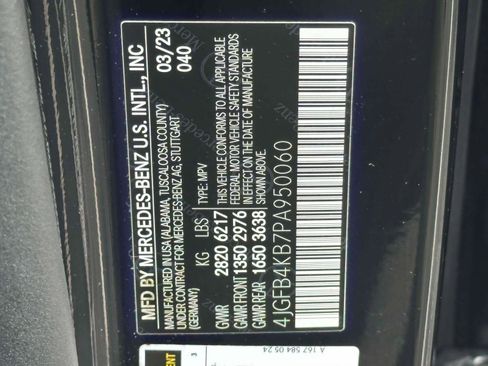 MFD BY MERCEDES-BENZ U.S. INTL., INC
MANUFACTURED IN USA (ALABAMA, TUSCALOOSA COUNTY)
FOR MERCEDES-BENZ AG, STUTTGART
(GERMANY)
03/23
040
KG LBS TYPE: MPV
GVWR 2820 6217
GAWR FRONT 1350 2976
GAWR REAR 1650 3638
THIS VEHICLE CONFORMS TO ALL APPLICABLE
FEDERAL MOTOR VEHICLE SAFETY STANDARDS
IN EFFECT ON THE DATE OF MANUFACTURE
SHOWN ABOVE.
4JGFB4KB7PA950060
A 167 584 05 24